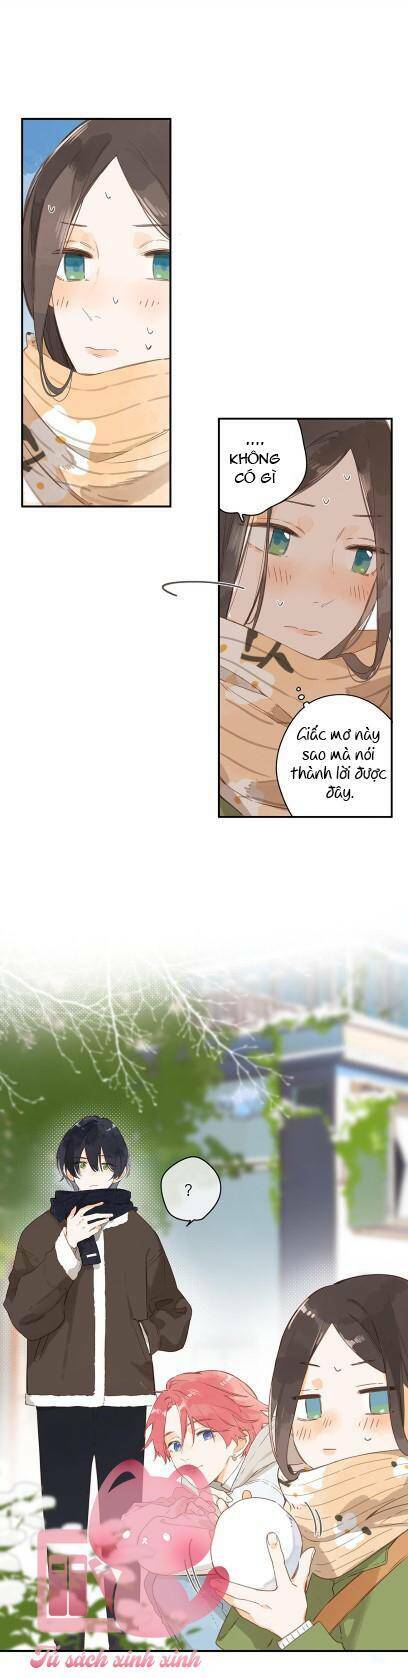 ....
KHÔNG
CÓ GÌ
Giấc mơ này
sao mà nói
thành lời được
đây.
?
Tủ sách xinh xinh